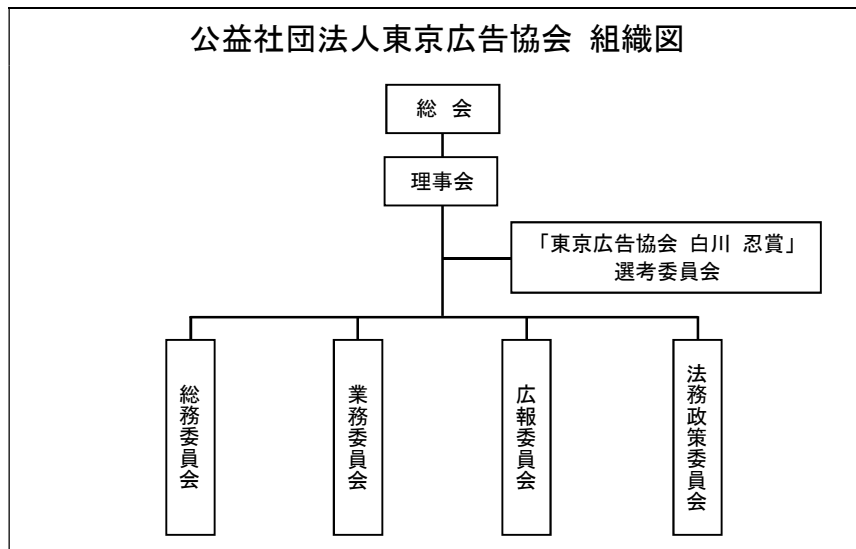 公益社団法人東京広告協会 組織図
総 会
理事会
「東京広告協会 白川 忍賞」
選考委員会
総務委員会
業務委員会
広報委員会
法務政策委員会